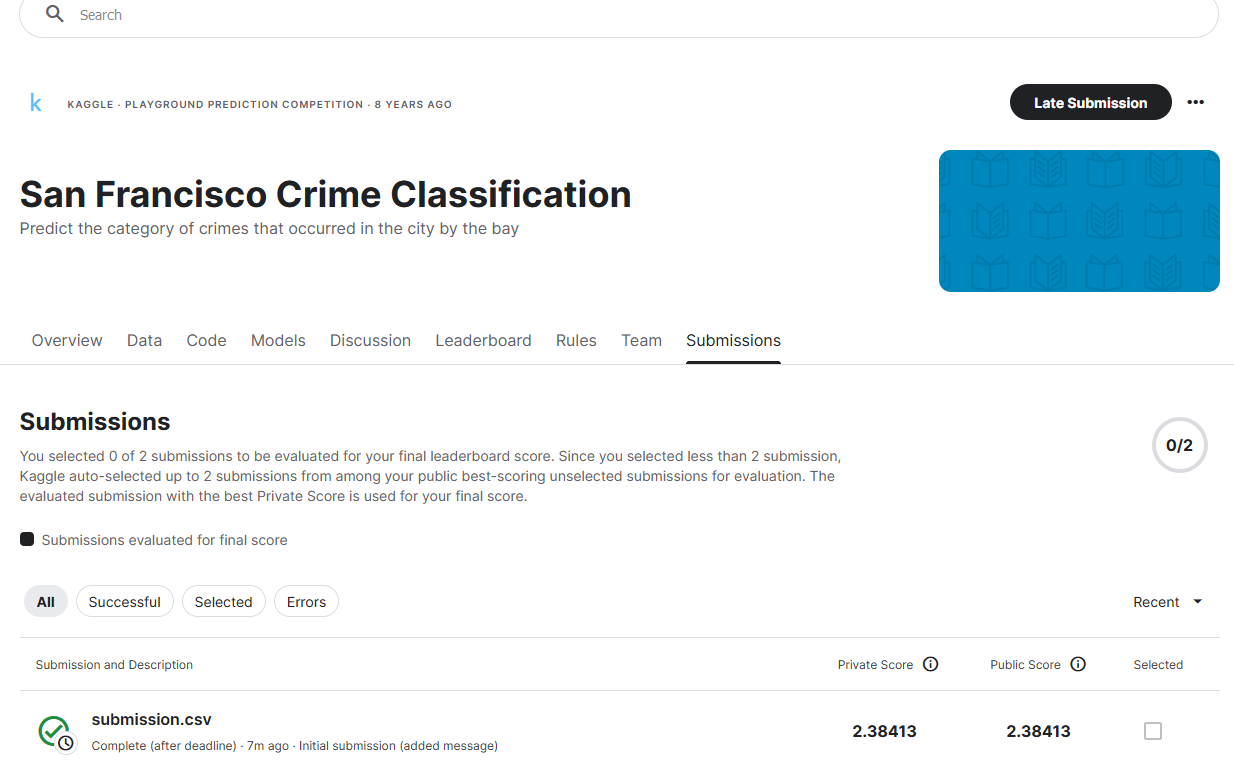 Search
k KAGGLE · PLAYGROUND PREDICTION COMPETITION · 8 YEARS AGO
Late Submission
San Francisco Crime Classification
Predict the category of crimes that occurred in the city by the bay
Overview Data Code Models Discussion Leaderboard Rules Team Submissions
Submissions
You selected 0 of 2 submissions to be evaluated for your final leaderboard score. Since you selected less than 2 submission,
Kaggle auto-selected up to 2 submissions from among your public best-scoring unselected submissions for evaluation. The
evaluated submission with the best Private Score is used for your final score.
0/2
Submissions evaluated for final score
All Successful Selected Errors Recent
Submission and Description Private Score Public Score Selected
submission.csv 2.38413 2.38413
Complete (after deadline) · 7m ago · Initial submission (added message)